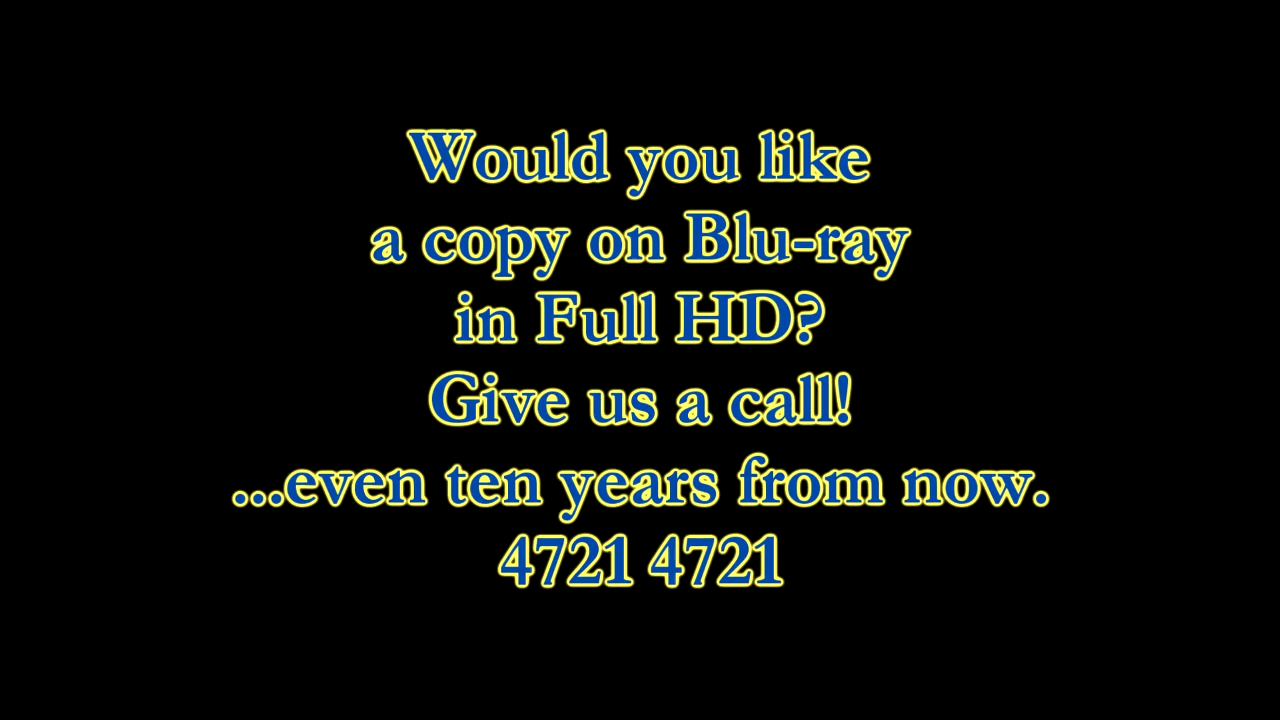 Would you like
a copy on Blu-ray
in Full HD?
Give us a call!
...even ten years from now.
4721 4721